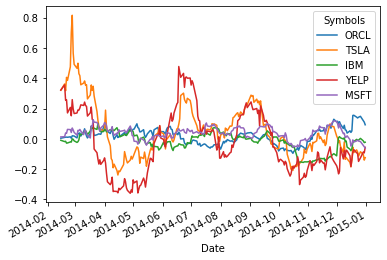 Symbols
ORCL
TSLA
IBM
YELP
MSFT
0.8
0.6
0.4
0.2
0.0
−0.2
−0.4
2014-02
2014-03
2014-04
2014-05
2014-06
2014-07
2014-08
2014-09
2014-10
2014-11
2014-12
2015-01
Date